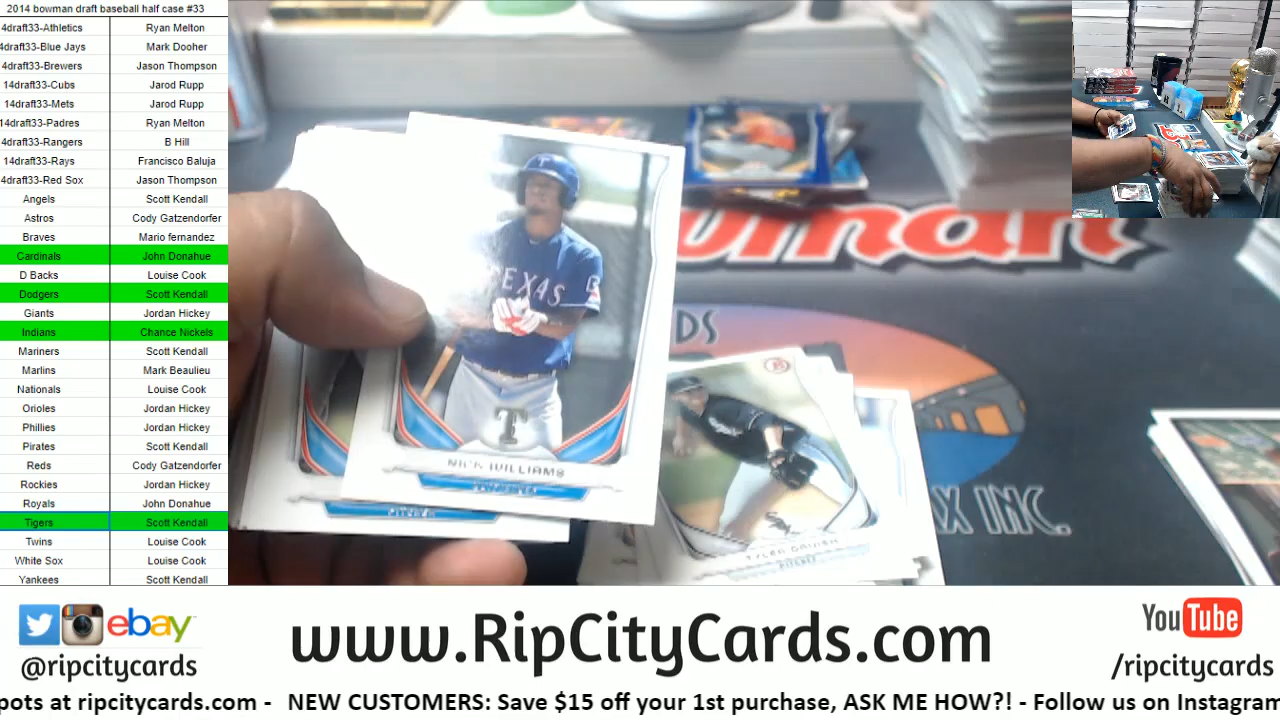 2014 bowman draft baseball half case #33
4draft33-Athletics Ryan Melton
4draft33-Blue Jays Mark Dooher
4draft33-Brewers Jason Thompson
14draft33-Cubs Jarod Rupp
14draft33-Mets Jarod Rupp
14draft33-Padres Ryan Melton
4draft33-Rangers B Hill
14draft33-Rays Francisco Baluja
4draft33-Red Sox Jason Thompson
Angels Scott Kendall
Astros Cody Gatzendorfer
Braves Mario fernandez
Cardinals John Donahue
D Backs Louise Cook
Dodgers Scott Kendall
Giants Jordan Hickey
Indians Chance Nickels
Mariners Scott Kendall
Marlins Mark Beaulieu
Nationals Louise Cook
Orioles Jordan Hickey
Phillies Jordan Hickey
Pirates Scott Kendall
Reds Cody Gatzendorfer
Rockies Jordan Hickey
Royals John Donahue
Tigers Scott Kendall
Twins Louise Cook
White Sox Louise Cook
Yankees Scott Kendall
TEXAS
T
NICK WILLIAMS
PITCHER
TYLER DANISH
PITCHER
wman
DS
X INC.
ebay
@ripcitycards
www.RipCityCards.com
YouTube
/ripcitycards
pots at ripcitycards.com - NEW CUSTOMERS: Save $15 off your 1st purchase, ASK ME HOW?! - Follow us on Instagran